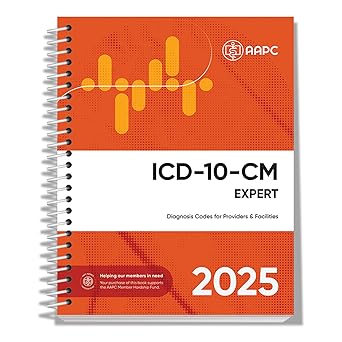 AAPC
ICD-10-CM
EXPERT
Diagnosis Codes for Providers & Facilities
Helping our members in need
Your purchase of this book supports
the AAPC Member Hardship Fund.
2025